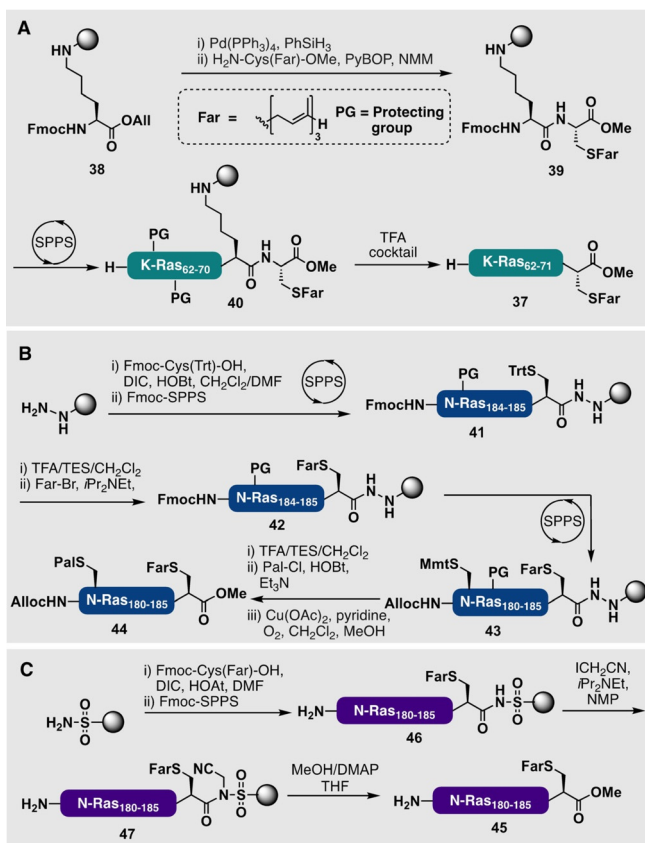 A
HN
FmocHN
OAll
O
38
i) Pd(PPh3)4, PhSiH3
ii) H2N-Cys(Far)-OMe, PyBOP, NMM
Far =
H
3
PG = Protecting
group
HN
FmocHN
O
H
N
O
OMe
SFar
39
SPPS
HN
PG
H
K-Ras62-70
PG
O
H
N
O
OMe
SFar
40
TFA
cocktail
H
K-Ras62-71
O
OMe
SFar
37
B
H2N
N
H
i) Fmoc-Cys(Trt)-OH,
DIC, HOBt, CH2Cl2/DMF
ii) Fmoc-SPPS
SPPS
PG
TrtS
FmocHN
N-Ras184-185
O
H
N
N
H
41
i) TFA/TES/CH2Cl2
ii) Far-Br, iPr2NEt,
PG
FarS
FmocHN
N-Ras184-185
O
H
N
N
H
42
SPPS
PalS
FarS
AllocHN
N-Ras180-185
O
OMe
44
i) TFA/TES/CH2Cl2
ii) Pal-Cl, HOBt,
Et3N
iii) Cu(OAc)2, pyridine,
O2, CH2Cl2, MeOH
MmtS
PG
FarS
AllocHN
N-Ras180-185
O
H
N
N
H
43
C
H2N
O
S
O
i) Fmoc-Cys(Far)-OH,
DIC, HOAt, DMF
ii) Fmoc-SPPS
FarS
H2N
N-Ras180-185
O
H
N
O
S
O
46
ICH2CN,
iPr2NEt,
NMP
FarS
NC
H2N
N-Ras180-185
O
N
O
S
O
47
MeOH/DMAP
THF
FarS
H2N
N-Ras180-185
O
OMe
45